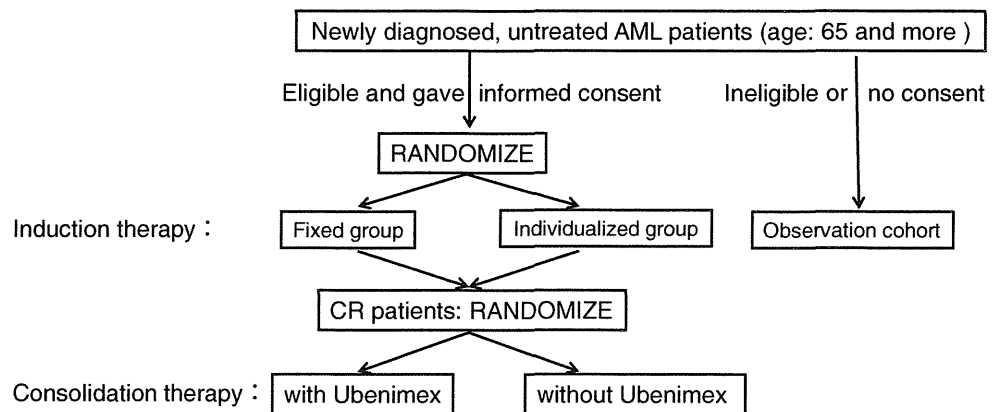 Newly diagnosed, untreated AML patients (age: 65 and more )
Eligible and gave informed consent
Ineligible or no consent
RANDOMIZE
Induction therapy :
Fixed group
Individualized group
Observation cohort
CR patients: RANDOMIZE
Consolidation therapy :
with Ubenimex
without Ubenimex